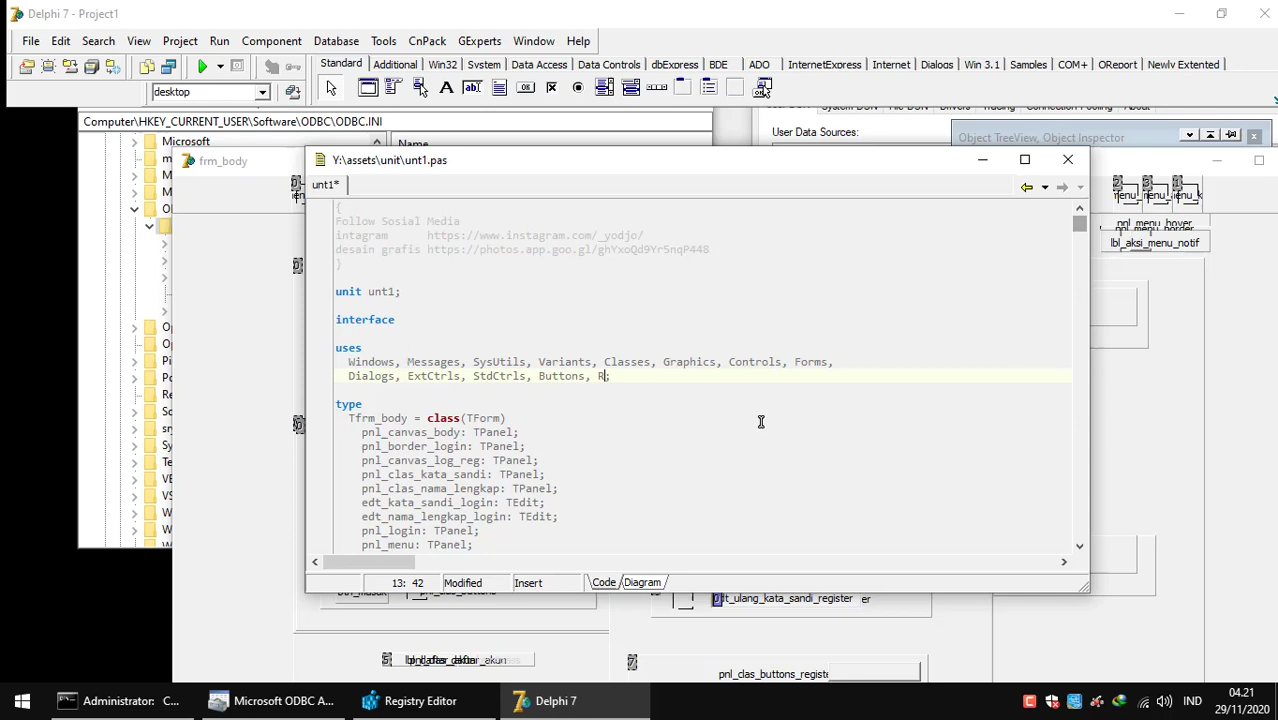 Delphi 7 - Project1
File Edit Search View Project Run Component Database Tools CnPack GExperts Window Help
Standard Additional Win32 System Data Access Data Controls dbExpress BDE ADO InternetExpress Internet Dialogs Win 3.1 Samples COM+ QReport Newly Extended
desktop
Computer\HKEY_CURRENT_USER\Software\ODBC\ODBC.INI
User Data Sources:
Object TreeView, Object Inspector
Microsoft
Name
frm_body
Y:\assets\unit\unt1.pas
unt1*
{
Follow Sosial Media
intagram https://www.instagram.com/_yodjo/
desain grafis https://photos.app.goo.gl/ghYxoQd9Yr5nqP448
}
unit unt1;
interface
uses
Windows, Messages, SysUtils, Variants, Classes, Graphics, Controls, Forms,
Dialogs, ExtCtrls, StdCtrls, Buttons, R;
type
Tfrm_body = class(TForm)
pnl_canvas_body: TPanel;
pnl_border_login: TPanel;
pnl_canvas_log_reg: TPanel;
pnl_clas_kata_sandi: TPanel;
pnl_clas_nama_lengkap: TPanel;
edt_kata_sandi_login: TEdit;
edt_nama_lengkap_login: TEdit;
pnl_login: TPanel;
pnl_menu: TPanel;
13: 42 Modified Insert Code Diagram
pnl_menu_hover
lbl_aksi_menu_notif
edt_ulang_kata_sandi_register
pnl_clas_buttons_registe
Administrator: C...
Microsoft ODBC A...
Registry Editor
Delphi 7
IND
04.21
29/11/2020